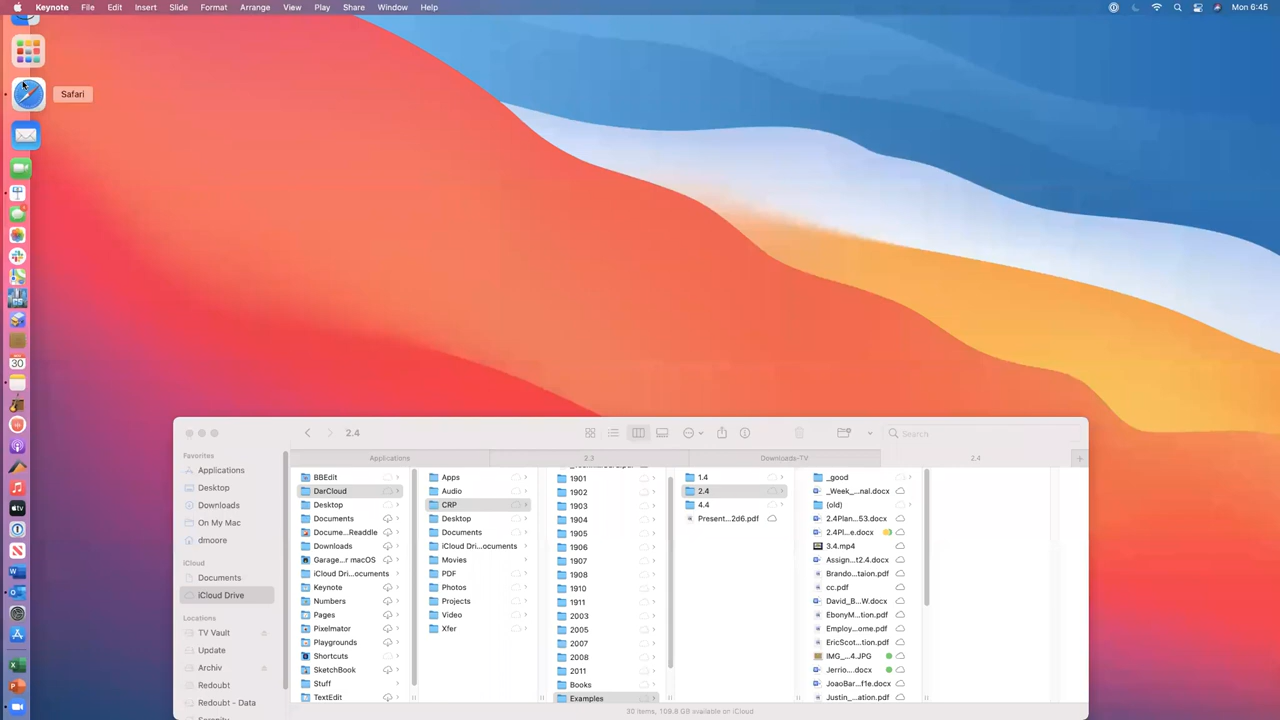 Keynote File Edit Insert Slide Format Arrange View Play Share Window Help Mon 6:45
Safari
30
2.4
Search
Applications 2.3 Downloads-TV 2.4
Favorites
Applications
Desktop
Downloads
On My Mac
dmoore
iCloud
Documents
iCloud Drive
Locations
TV Vault
Update
Archiv
Redoubt
Redoubt - Data
BBEdit
DarCloud
Desktop
Documents
Docume...Readdle
Downloads
Garage...r macOS
iCloud Dri...ocuments
Keynote
Numbers
Pages
Pixelmator
Playgrounds
Shortcuts
SketchBook
Stuff
TextEdit
Apps
Audio
CRP
Desktop
Documents
iCloud Dri...ocuments
Movies
PDF
Photos
Projects
Video
Xfer
1901
1902
1903
1904
1905
1906
1907
1908
1910
1911
2003
2005
2007
2008
2011
Books
Examples
1.4
2.4
4.4
Present...2d6.pdf
_good
_Week_...nal.docx
(old)
2.4Plan...53.docx
2.4Pl...e.docx
3.4.mp4
Assign...t2.4.docx
Brando...taion.pdf
cc.pdf
David_B...W.docx
EbonyM...tion.pdf
Employ...ome.pdf
EricScot...ion.pdf
IMG_...4.JPG
Jerrio...docx
JoaoBar...f1e.docx
Justin_...ation.pdf
30 items, 109.8 GB available on iCloud